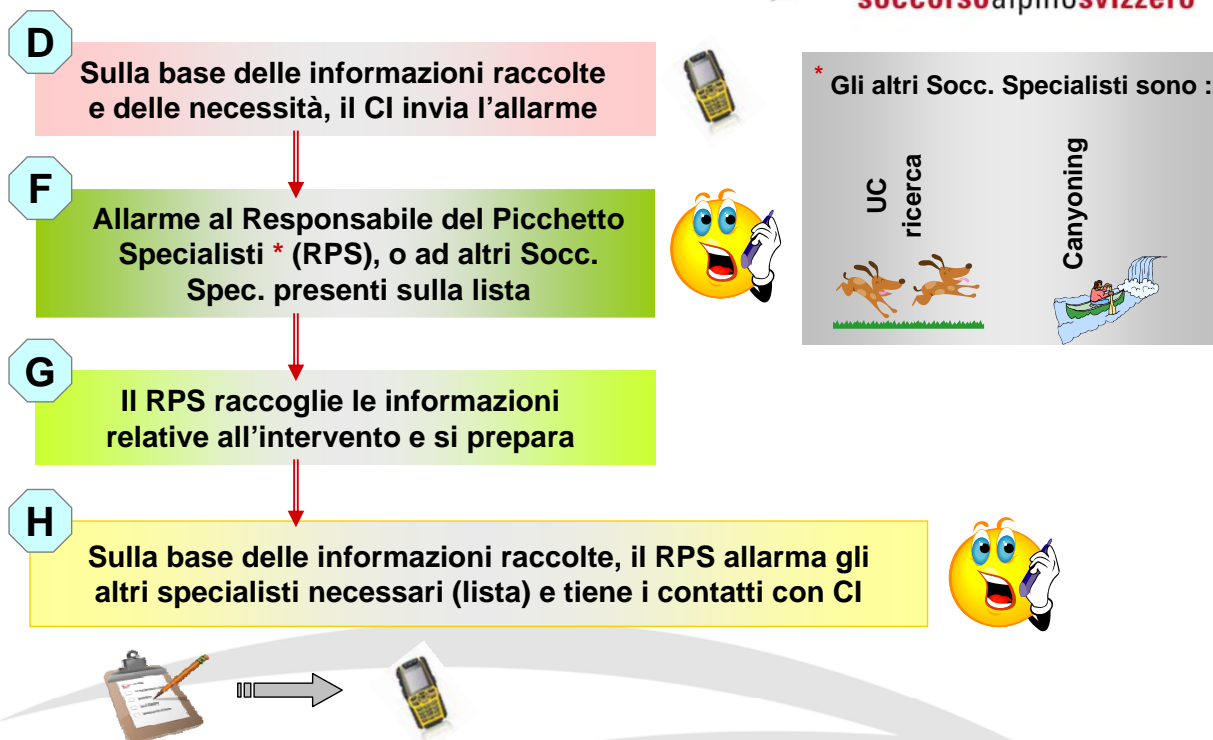 soccorsoalpinosvizzero
D
Sulla base delle informazioni raccolte
e delle necessità, il CI invia l'allarme
* Gli altri Socc. Specialisti sono :
UC
ricerca
Canyoning
F
Allarme al Responsabile del Picchetto
Specialisti * (RPS), o ad altri Socc.
Spec. presenti sulla lista
G
Il RPS raccoglie le informazioni
relative all'intervento e si prepara
H
Sulla base delle informazioni raccolte, il RPS allarma gli
altri specialisti necessari (lista) e tiene i contatti con CI